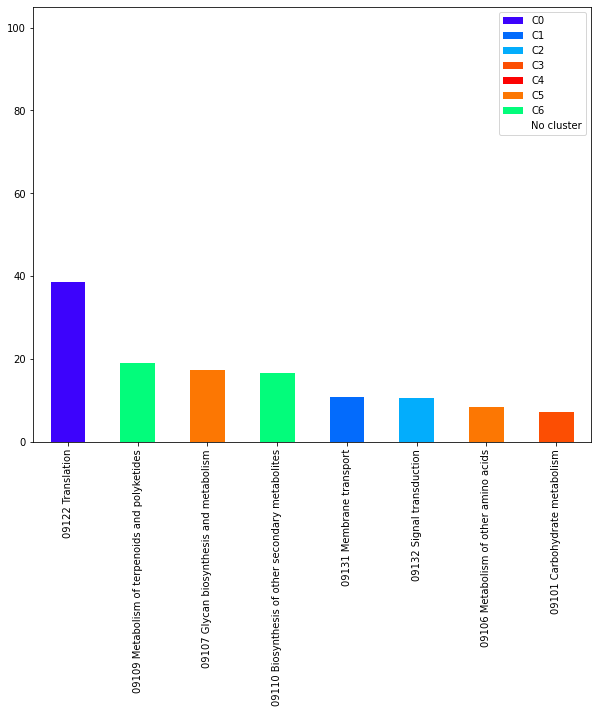 100
80
60
40
20
0
C0
C1
C2
C3
C4
C5
C6
No cluster
09122 Translation
09109 Metabolism of terpenoids and polyketides
09107 Glycan biosynthesis and metabolism
09110 Biosynthesis of other secondary metabolites
09131 Membrane transport
09132 Signal transduction
09106 Metabolism of other amino acids
09101 Carbohydrate metabolism